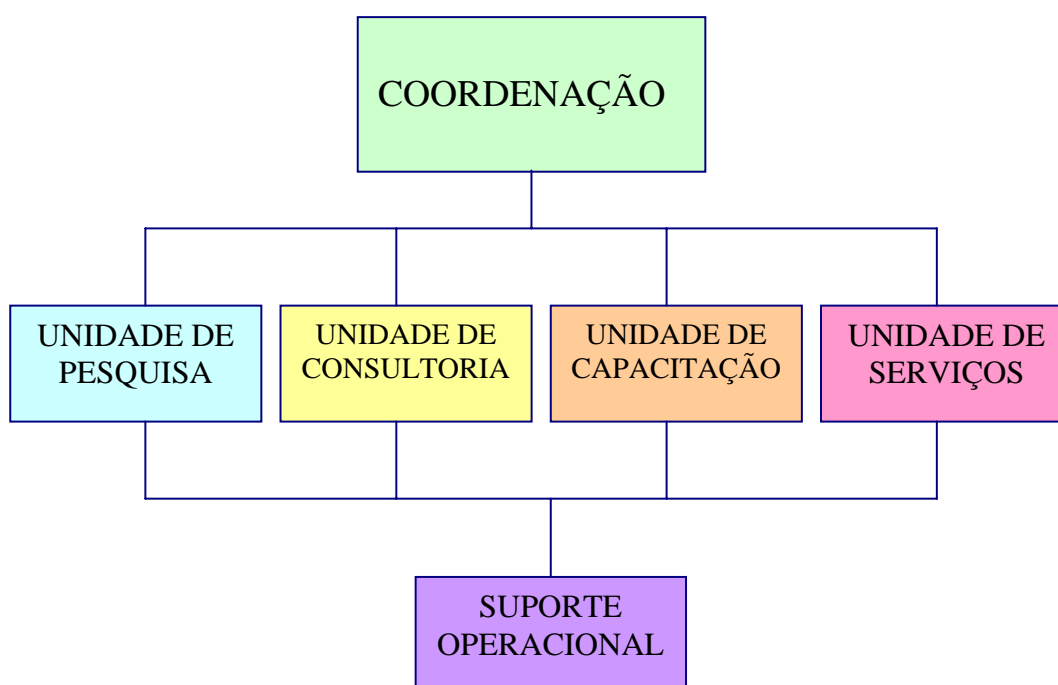 COORDENAÇÃO
UNIDADE DE
PESQUISA
UNIDADE DE
CONSULTORIA
UNIDADE DE
CAPACITAÇÃO
UNIDADE DE
SERVIÇOS
SUPORTE
OPERACIONAL